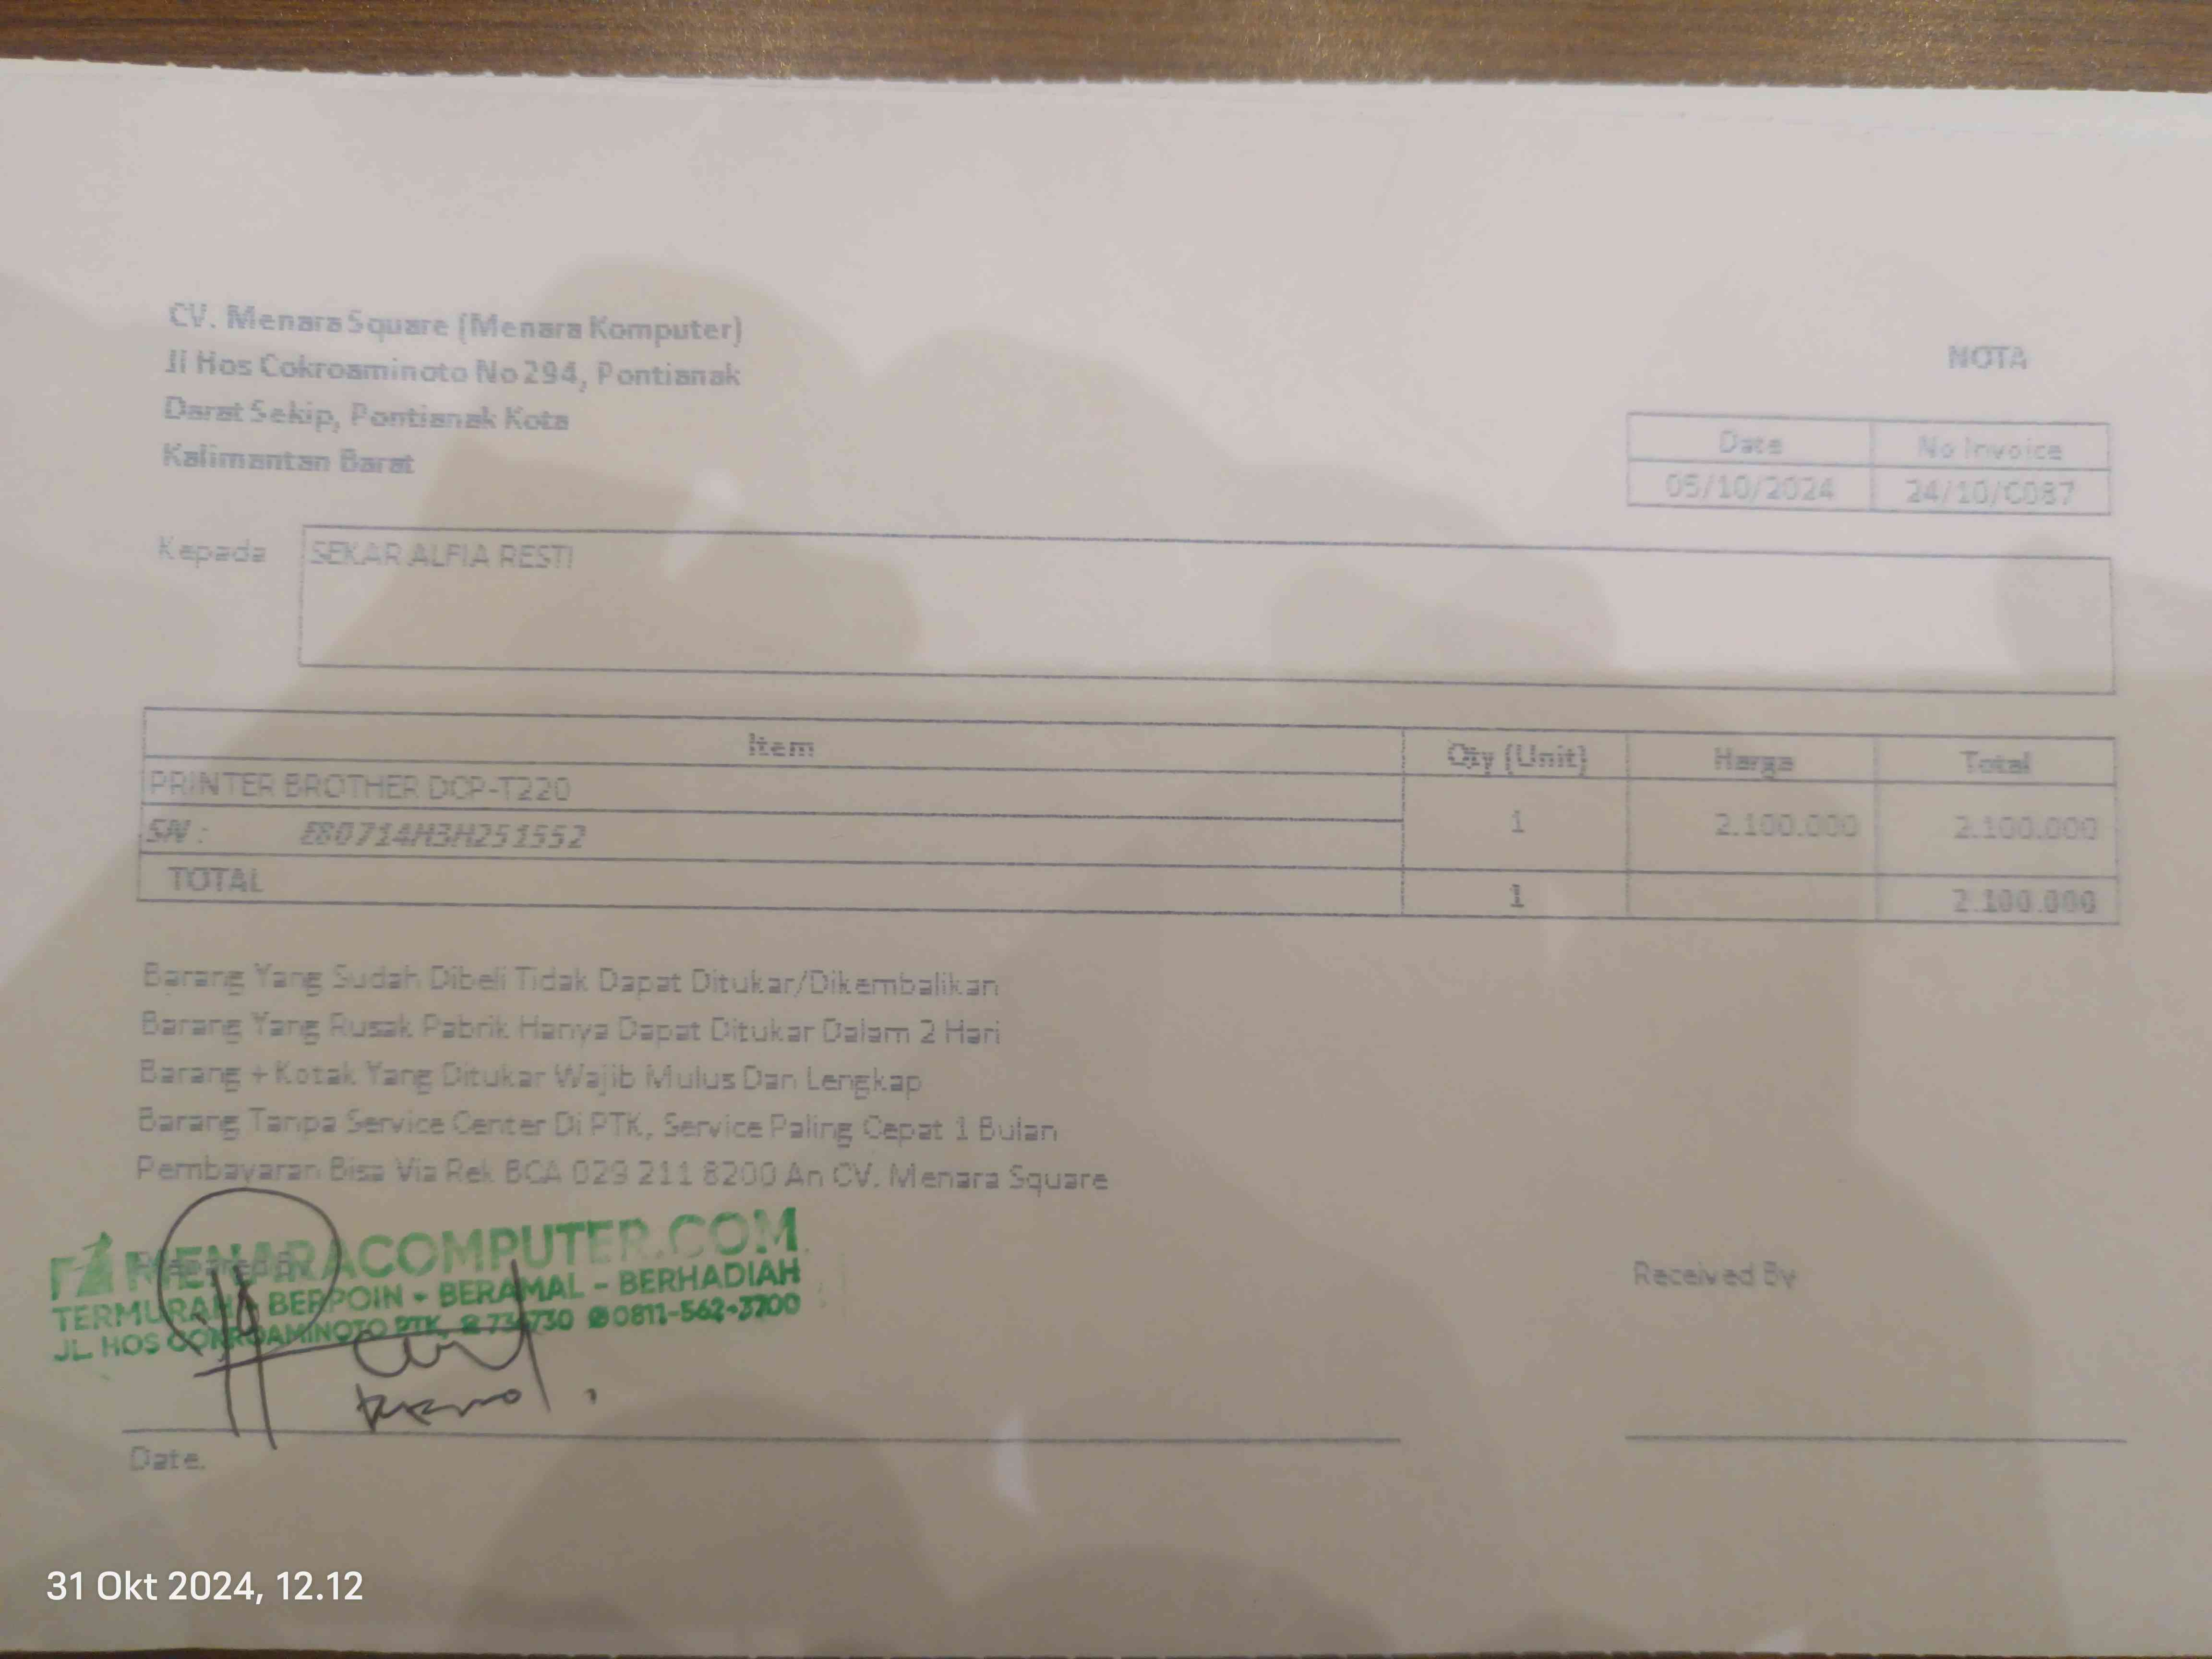 CV. Menara Square (Menara Komputer)
Jl Hos Cokroaminoto No 294, Pontianak
Darat Sekip, Pontianak Kota
Kalimantan Barat
NOTA
Date No Invoice
05/10/2024 24/10/C087
Kepada SEKAR ALFIA RESTI
Item Qty (Unit) Harga Total
PRINTER BROTHER DCP-T220
SN : E80714H3H251552 1 2.100.000 2.100.000
TOTAL 1 2.100.000
Barang Yang Sudah Dibeli Tidak Dapat Ditukar/Dikembalikan
Barang Yang Rusak Pabrik Hanya Dapat Ditukar Dalam 2 Hari
Barang + Kotak Yang Ditukar Wajib Mulus Dan Lengkap
Barang Tanpa Service Center Di PTK, Service Paling Cepat 1 Bulan
Pembayaran Bisa Via Rek BCA 029 211 8200 An CV. Menara Square
MENARACOMPUTER.COM
TERMURAH - BERPOIN - BERAMAL - BERHADIAH
JL. HOS COKROAMINOTO PTK 0811-562-3700
Received By
Date.
31 Okt 2024, 12.12